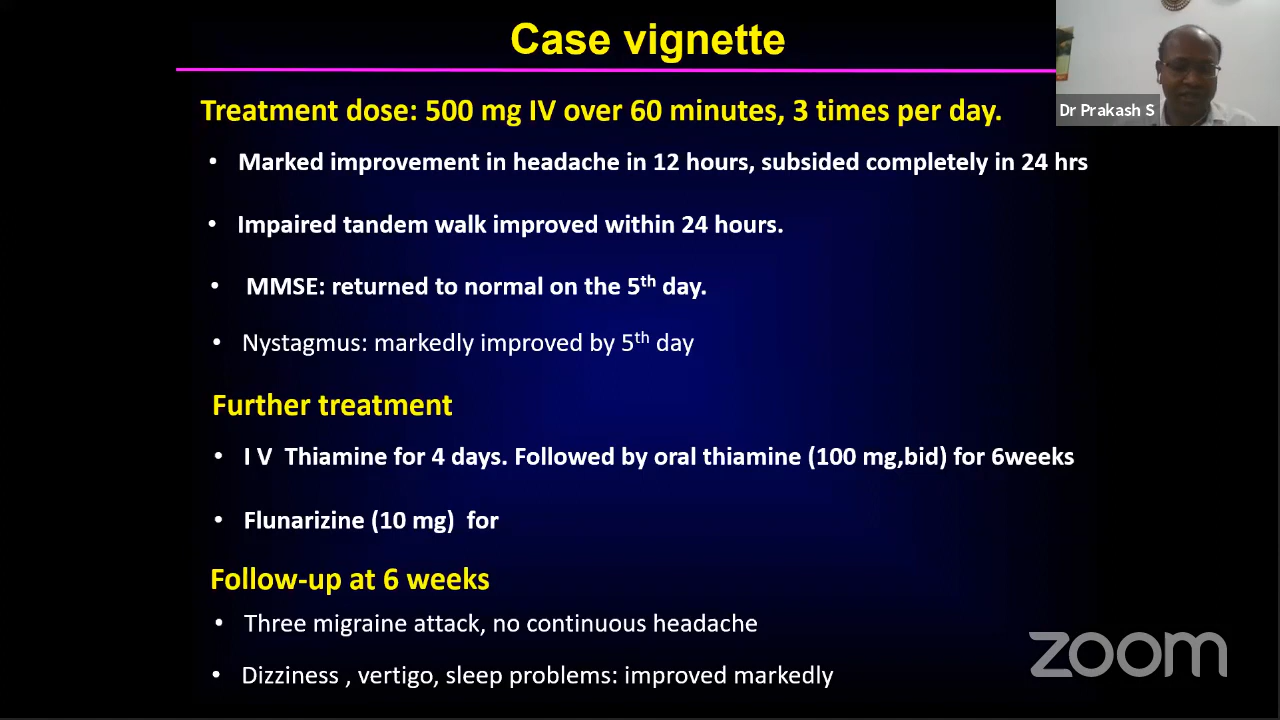 Case vignette
Dr Prakash S
Treatment dose: 500 mg IV over 60 minutes, 3 times per day.
• Marked improvement in headache in 12 hours, subsided completely in 24 hrs
• Impaired tandem walk improved within 24 hours.
• MMSE: returned to normal on the 5th day.
• Nystagmus: markedly improved by 5th day
Further treatment
• I V Thiamine for 4 days. Followed by oral thiamine (100 mg,bid) for 6weeks
• Flunarizine (10 mg) for
Follow-up at 6 weeks
• Three migraine attack, no continuous headache
• Dizziness , vertigo, sleep problems: improved markedly
zoom